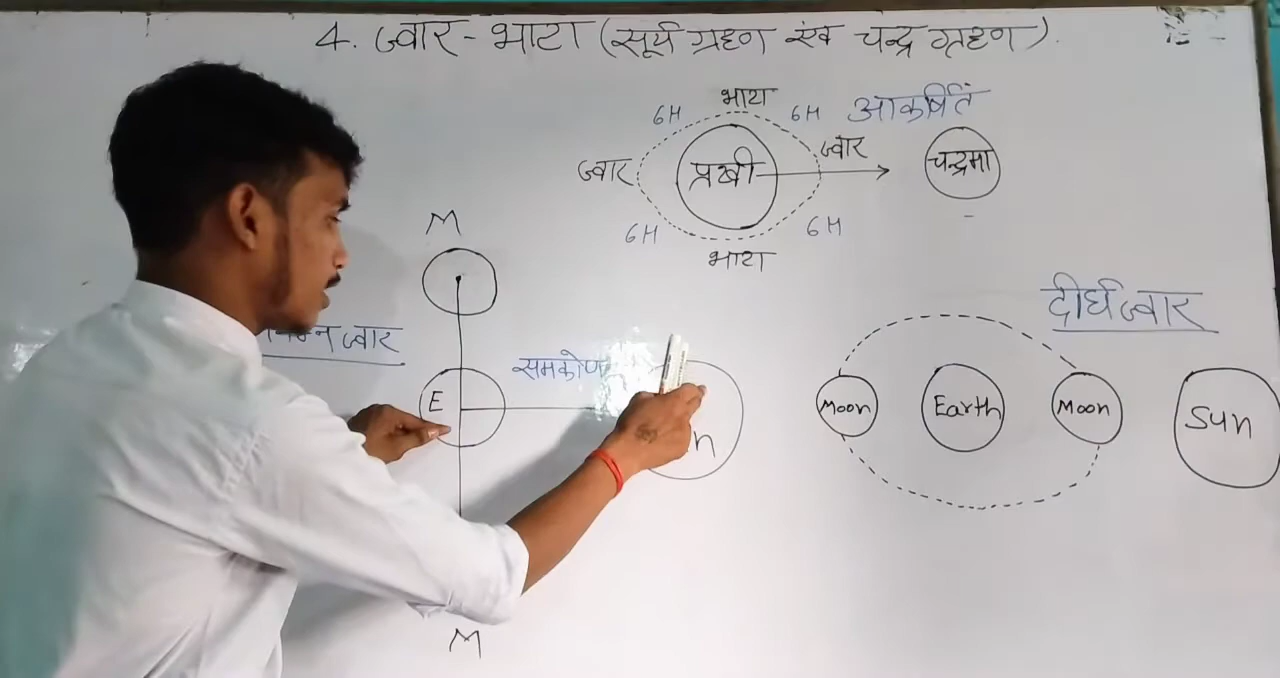 4. ज्वार-भाटा (सूर्य ग्रहण एंव चन्द्र ग्रहण).
भाटा
6H 6H आकर्षित
ज्वार पृथ्वी ज्वार चन्द्रमा
6H 6H
भाटा
M
दीर्घ ज्वार
ज्वार
समकोण
E
Moon Earth Moon Sun
M